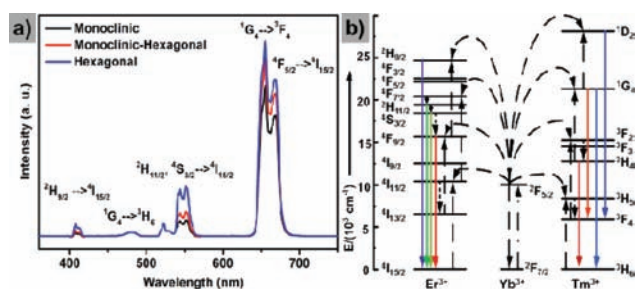 a)
Monoclinic
Monoclinic-Hexagonal
Hexagonal
¹G₄-->³F₄
⁴F₅/₂-->⁴I₁₅/₂
²H₉/₂-->⁴I₁₅/₂
¹G₄-->³H₆
²H₁₁/₂, ⁴S₃/₂-->⁴I₁₅/₂
Intensity (a. u.)
400 500 600 700
Wavelength (nm)
b)
E/(10³ cm⁻¹)
30
25
20
15
10
5
0
²H₉/₂
⁴F₃/₂
⁴F₅/₂
⁴F₇/₂
²H₁₁/₂
⁴S₃/₂
⁴F₉/₂
⁴I₉/₂
⁴I₁₁/₂
⁴I₁₃/₂
⁴I₁₅/₂
²F₅/₂
²F₇/₂
¹D₂
¹G₄
³F₂
³F₃
³H₄
³H₅
³F₄
³H₆
Er³⁺ Yb³⁺ Tm³⁺